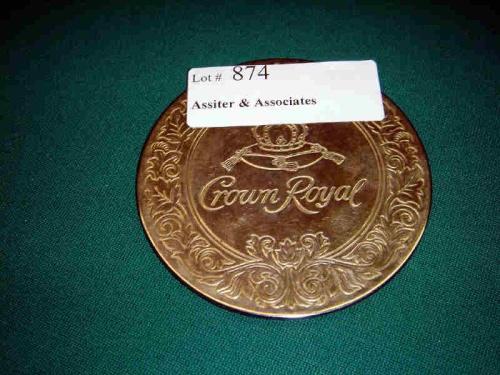 Lot # 874
Assiter & Associates
Crown Royal